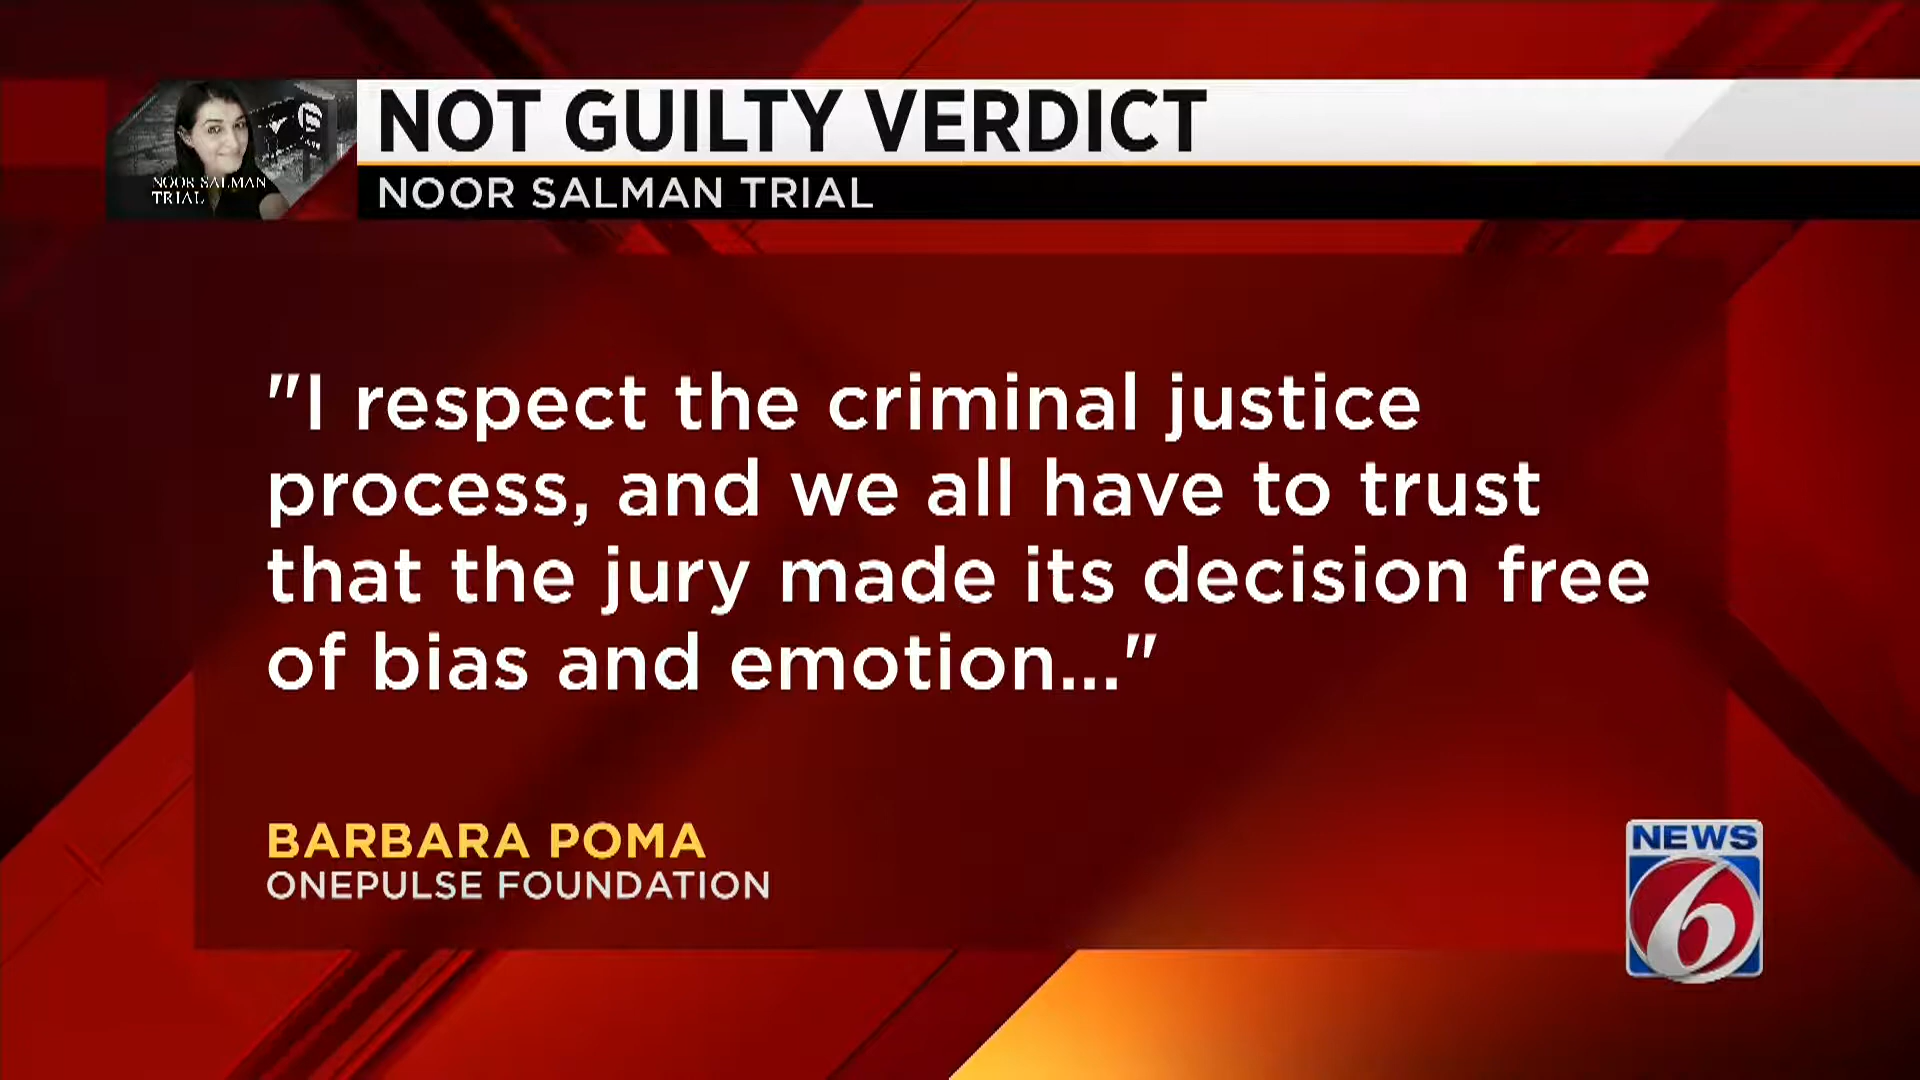 NOT GUILTY VERDICT
NOOR SALMAN
TRIAL
NOOR SALMAN TRIAL
"I respect the criminal justice
process, and we all have to trust
that the jury made its decision free
of bias and emotion..."
BARBARA POMA
ONEPULSE FOUNDATION
NEWS
6